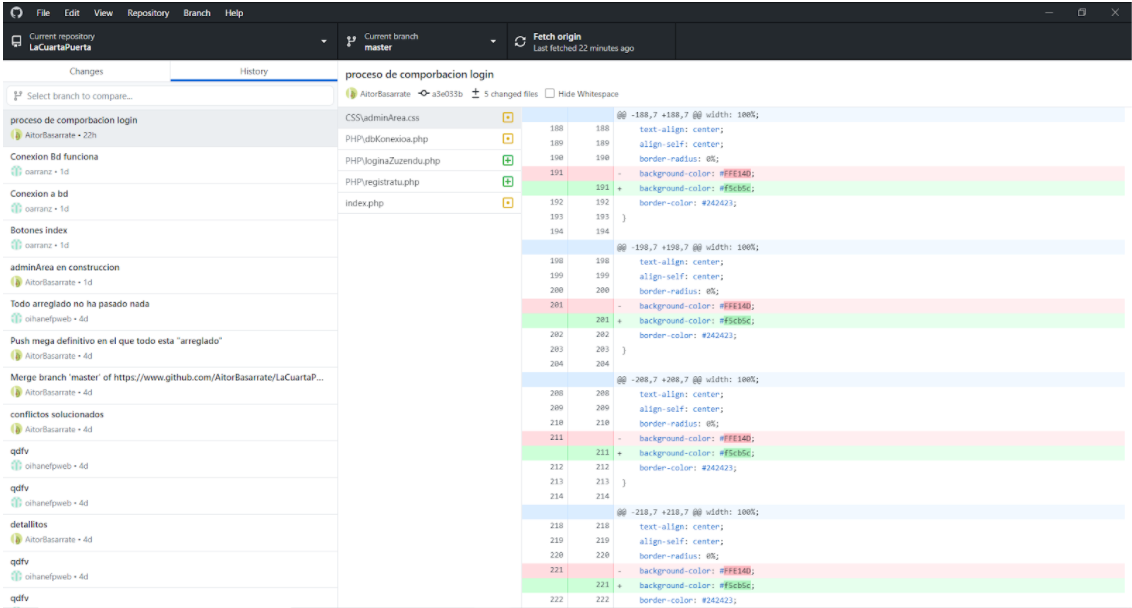 File Edit View Repository Branch Help
Current repository
LaCuartaPuerta
Current branch
master
Fetch origin
Last fetched 22 minutes ago
Changes History
Select branch to compare...
proceso de comporbacion login
AitorBasarrate • 22h
Conexion Bd funciona
oarranz • 1d
Conexion a bd
oarranz • 1d
Botones index
oarranz • 1d
adminArea en construccion
AitorBasarrate • 1d
Todo arreglado no ha pasado nada
oihanefpweb • 4d
Push mega definitivo en el que todo esta "arreglado"
AitorBasarrate • 4d
Merge branch 'master' of https://www.github.com/AitorBasarrate/LaCuartaP...
AitorBasarrate • 4d
conflictos solucionados
AitorBasarrate • 4d
qdfv
oihanefpweb • 4d
qdfv
oihanefpweb • 4d
detallitos
AitorBasarrate • 4d
qdfv
oihanefpweb • 4d
qdfv
proceso de comporbacion login
AitorBasarrate a3e033b 5 changed files Hide Whitespace
CSS\adminArea.css
PHP\dbKonexioa.php
PHP\loginaZuzendu.php
PHP\registratu.php
index.php
@@ -188,7 +188,7 @@ width: 100%;
188 188 text-align: center;
189 189 align-self: center;
190 190 border-radius: 0%;
191 - background-color: #FFE14D;
191 + background-color: #f5cb5c;
192 192 border-color: #242423;
193 193 }
194 194
@@ -198,7 +198,7 @@ width: 100%;
198 198 text-align: center;
199 199 align-self: center;
200 200 border-radius: 0%;
201 - background-color: #FFE14D;
201 + background-color: #f5cb5c;
202 202 border-color: #242423;
203 203 }
204 204
@@ -208,7 +208,7 @@ width: 100%;
208 208 text-align: center;
209 209 align-self: center;
210 210 border-radius: 0%;
211 - background-color: #FFE14D;
211 + background-color: #f5cb5c;
212 212 border-color: #242423;
213 213 }
214 214
@@ -218,7 +218,7 @@ width: 100%;
218 218 text-align: center;
219 219 align-self: center;
220 220 border-radius: 0%;
221 - background-color: #FFE14D;
221 + background-color: #f5cb5c;
222 222 border-color: #242423;